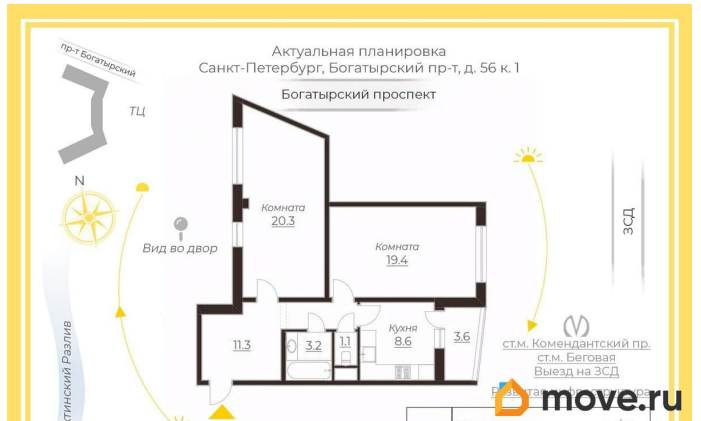 Актуальная планировка
Санкт-Петербург, Богатырский пр-т, д. 56 к. 1
Богатырский проспект
пр-т Богатырский
ТЦ
N
Вид во двор
Комната
20.3
Комната
19.4
ЗСД
11.3
3.2
1.1
Кухня
8.6
3.6
ст.м. Комендантский пр.
ст.м. Беговая
Выезд на ЗСД
инфраструктура
Разлив
move.ru